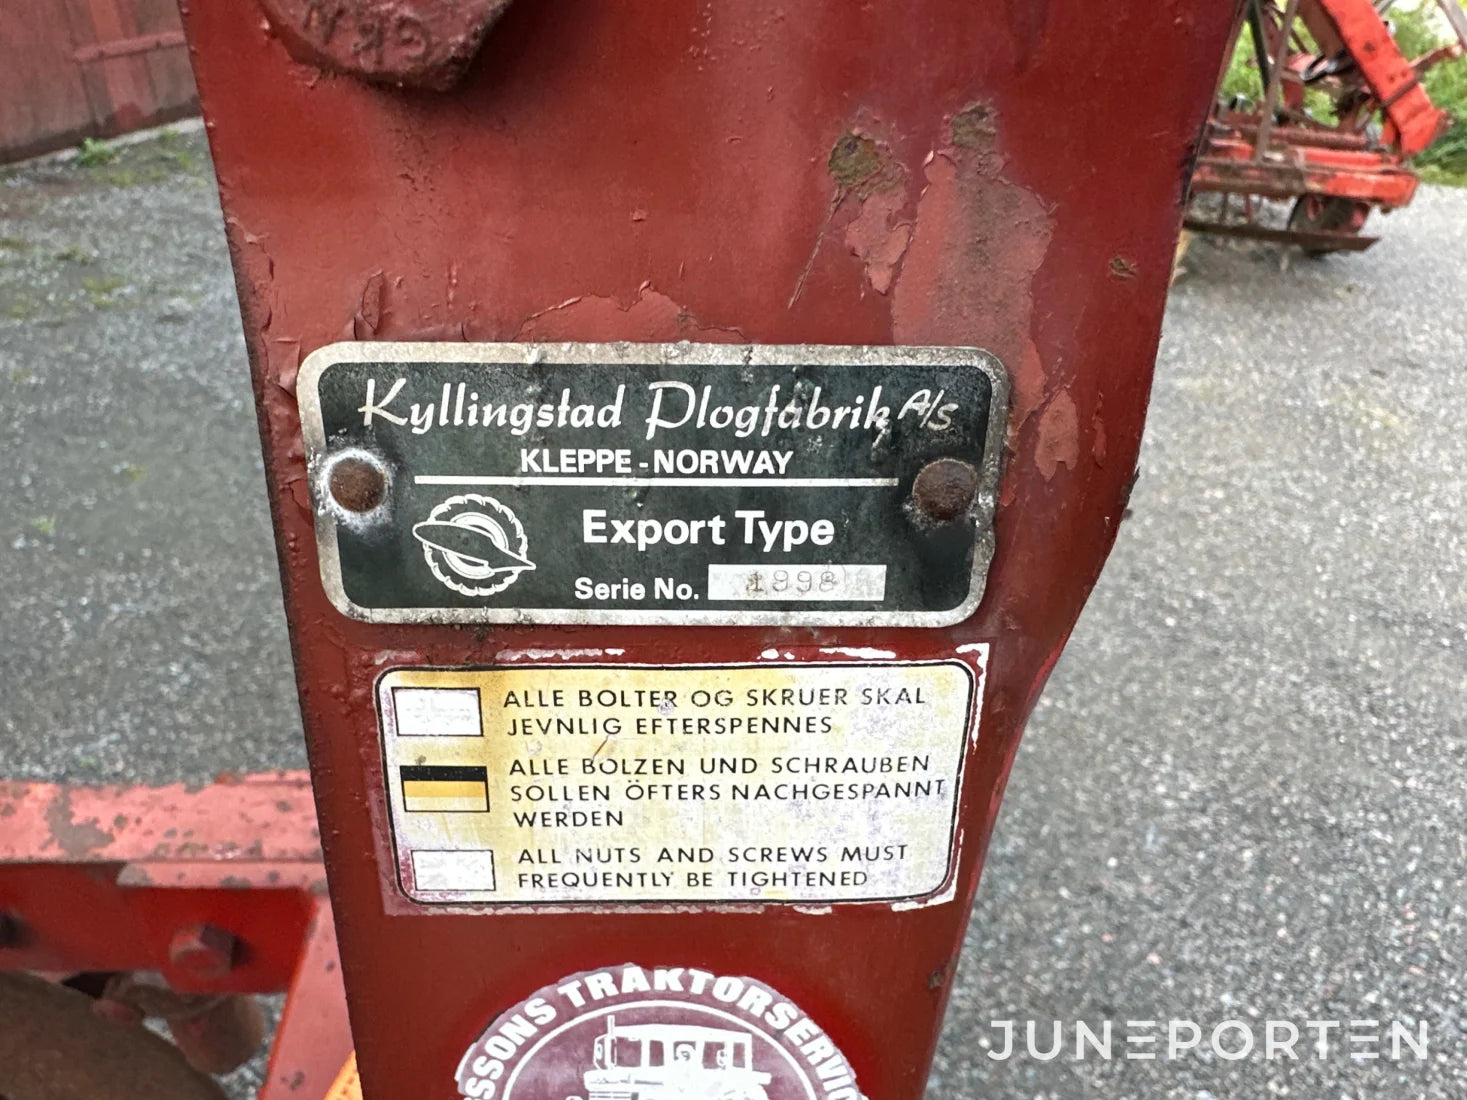 Kyllingstad Plogfabrik A/S
KLEPPE - NORWAY
Export Type
Serie No. 1998
ALLE BOLTER OG SKRUER SKAL
JEVNLIG EFTERSPENNES
ALLE BOLZEN UND SCHRAUBEN
SOLLEN ÖFTERS NACHGESPANNT
WERDEN
ALL NUTS AND SCREWS MUST
FREQUENTLY BE TIGHTENED
TRAKTORSERVICE
JUNEPORTEN